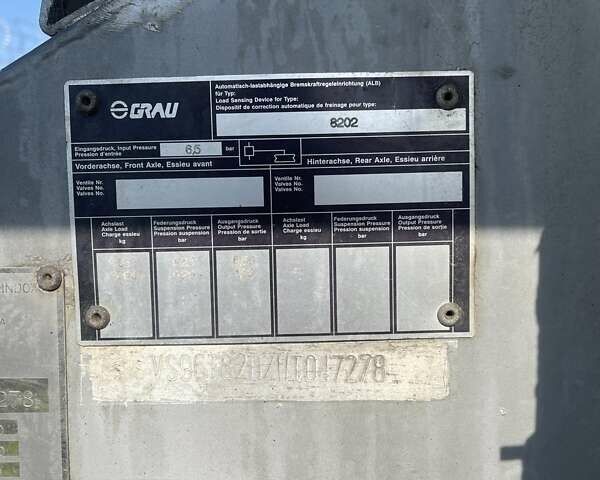 GRAU
Automatisch-lastabhängige Bremskraftregeleinrichtung (ALB)
für Typ:
Load Sensing Device for Type:
Dispositif de correction automatique de freinage pour type:
8202
Eingangsdruck, Input Pressure
Pression d'entrée
6,5 bar
Vorderachse, Front Axle, Essieu avant
Hinterachse, Rear Axle, Essieu arrière
Ventile Nr.
Valves No.
Valves No.
Ventile Nr.
Valves No.
Valves No.
Achslast
Axle Load
Charge essieu
kg
Federungsdruck
Suspension Pressure
Suspension Pression
bar
Ausgangsdruck
Output Pressure
Pression de sortie
bar
Achslast
Axle Load
Charge essieu
kg
Federungsdruck
Suspension Pressure
Suspension Pression
bar
Ausgangsdruck
Output Pressure
Pression de sortie
bar